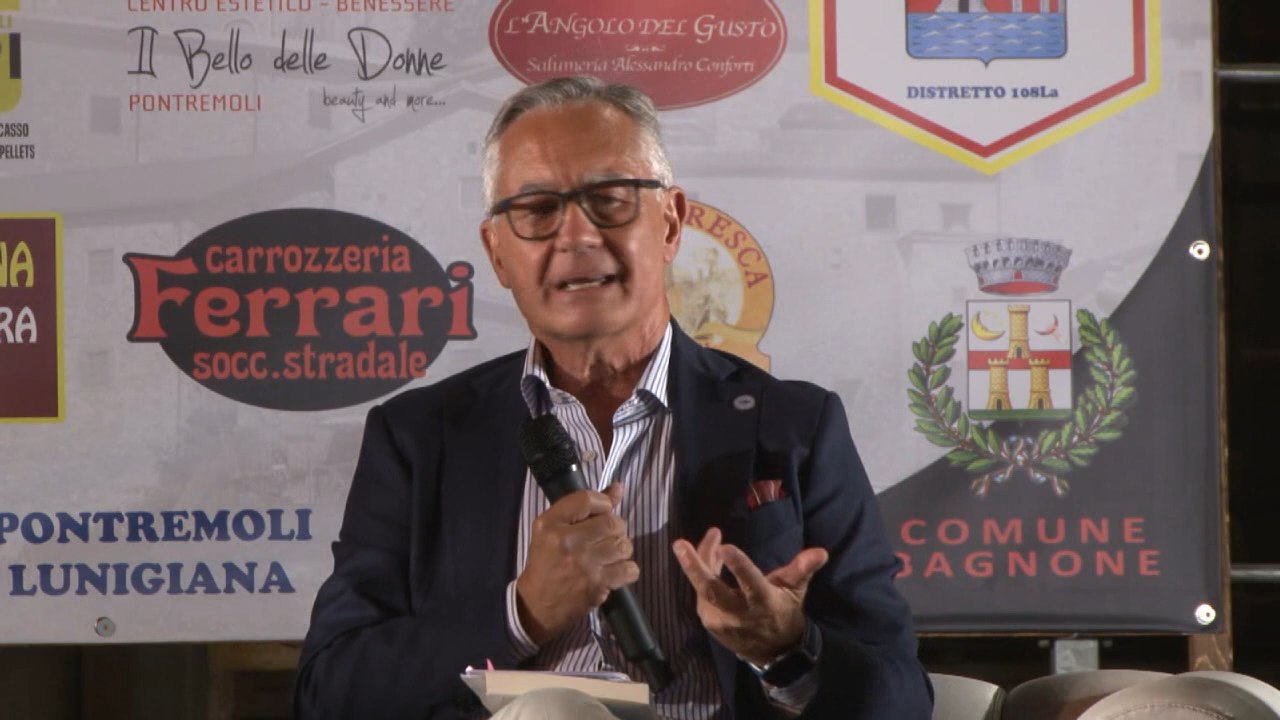 CENTRO ESTETICO - BENESSERE
Il Bello delle Donne
PONTREMOLI
beauty and more...
L'ANGOLO DEL GUSTO
Salumeria Alessandro Conforti
DISTRETTO 108La
CASSO
PELLETS
NA
RA
carrozzeria
Ferrari
socc.stradale
RESCA
PONTREMOLI
LUNIGIANA
COMUNE
BAGNONE